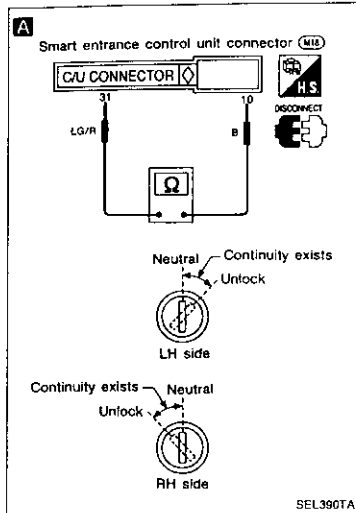 A
Smart entrance control unit connector (M18)
C/U CONNECTOR
31
10
H.S.
DISCONNECT
LG/R
B
Ω
Neutral
Continuity exists
Unlock
LH side
Continuity exists
Neutral
Unlock
RH side
SEL390TA